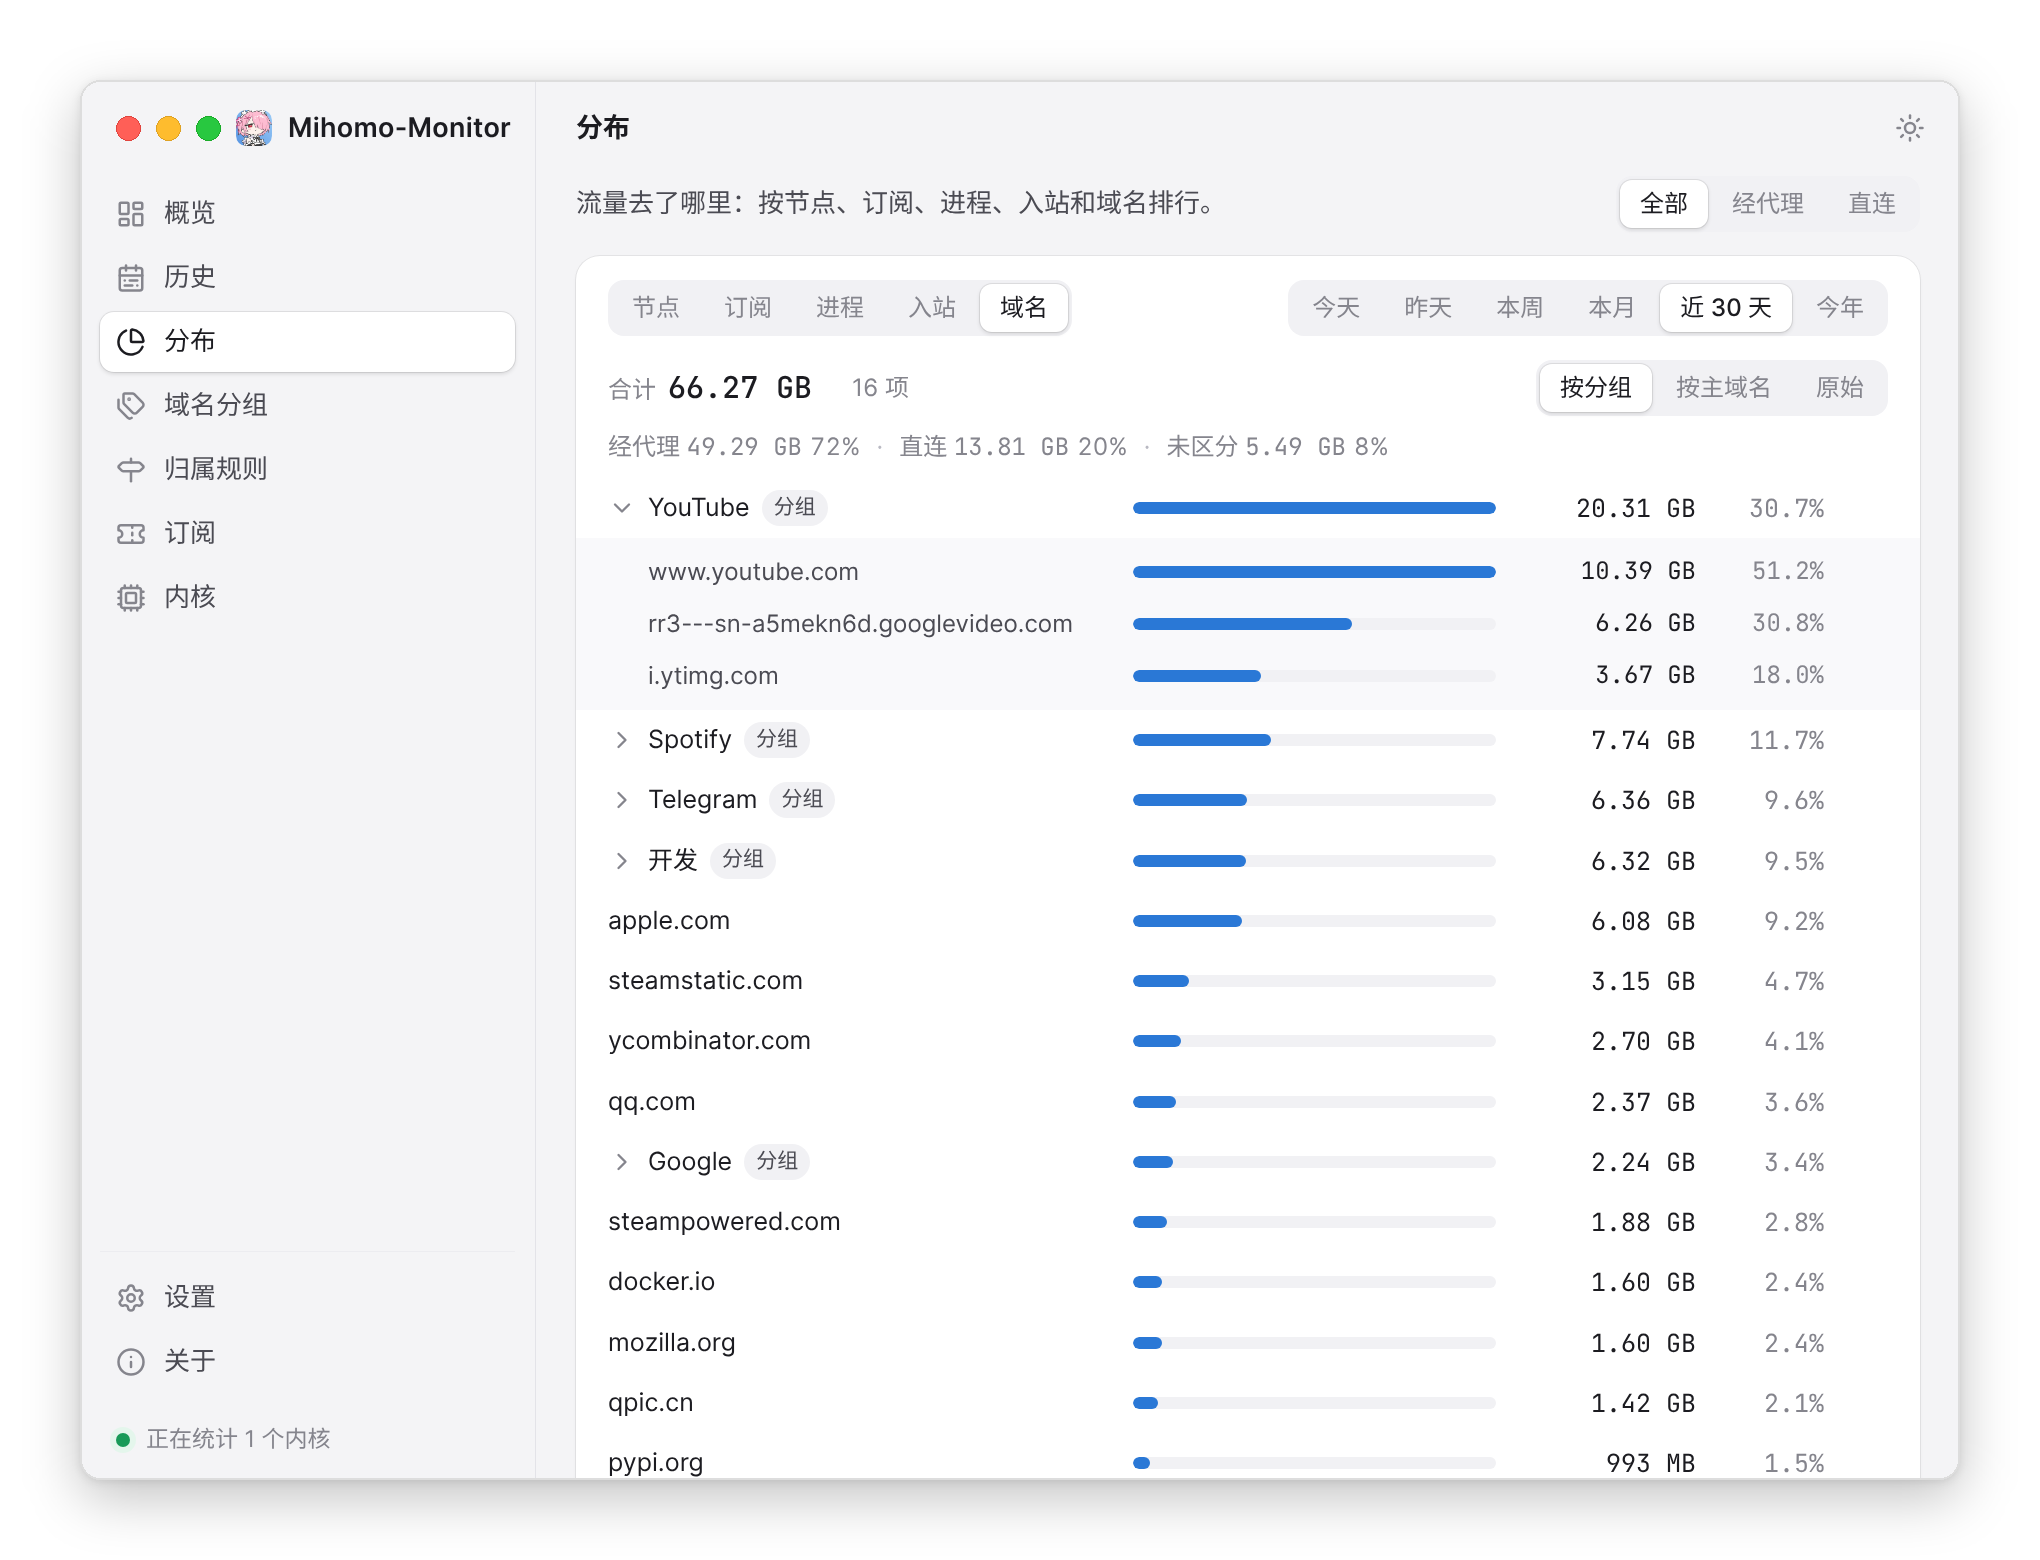 Mihomo-Monitor
概览
历史
分布
域名分组
归属规则
订阅
内核
设置
关于
正在统计 1 个内核
分布
流量去了哪里：按节点、订阅、进程、入站和域名排行。
全部 经代理 直连
节点 订阅 进程 入站 域名
今天 昨天 本周 本月 近 30 天 今年
合计 66.27 GB 16 项
按分组 按主域名 原始
经代理 49.29 GB 72% · 直连 13.81 GB 20% · 未区分 5.49 GB 8%
YouTube 分组 20.31 GB 30.7%
www.youtube.com 10.39 GB 51.2%
rr3---sn-a5mekn6d.googlevideo.com 6.26 GB 30.8%
i.ytimg.com 3.67 GB 18.0%
Spotify 分组 7.74 GB 11.7%
Telegram 分组 6.36 GB 9.6%
开发 分组 6.32 GB 9.5%
apple.com 6.08 GB 9.2%
steamstatic.com 3.15 GB 4.7%
ycombinator.com 2.70 GB 4.1%
qq.com 2.37 GB 3.6%
Google 分组 2.24 GB 3.4%
steampowered.com 1.88 GB 2.8%
docker.io 1.60 GB 2.4%
mozilla.org 1.60 GB 2.4%
qpic.cn 1.42 GB 2.1%
pypi.org 993 MB 1.5%